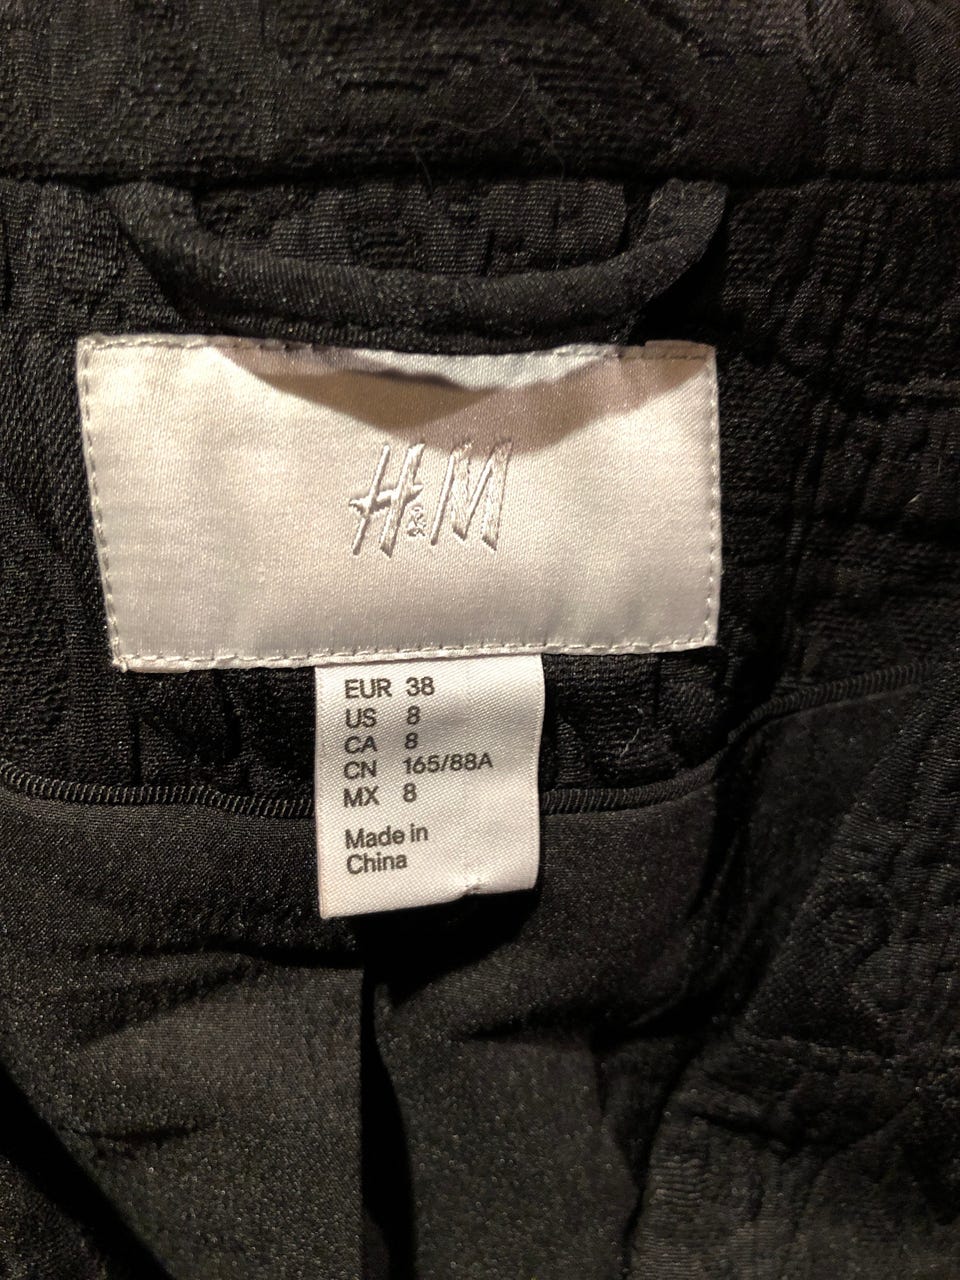 H&M
EUR 38
US 8
CA 8
CN 165/88A
MX 8
Made in
China